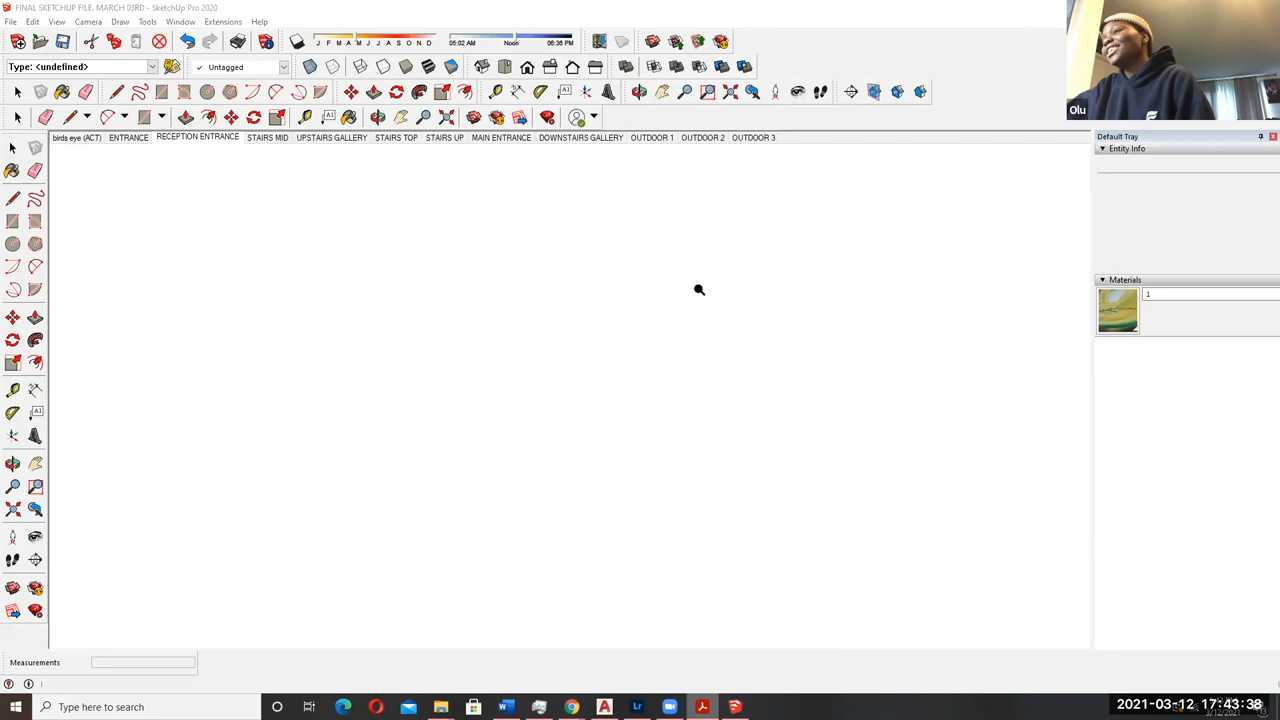 FINAL SKETCHUP FILE. MARCH 03RD - SketchUp Pro 2020
File Edit View Camera Draw Tools Window Extensions Help
J F M A M J J A S O N D 05:02 AM Noon 06:36 PM
Type: <undefined> ✓ Untagged
Olu
birds eye (ACT) ENTRANCE RECEPTION ENTRANCE STAIRS MID UPSTAIRS GALLERY STAIRS TOP STAIRS UP MAIN ENTRANCE DOWNSTAIRS GALLERY OUTDOOR 1 OUTDOOR 2 OUTDOOR 3
Default Tray
Entity Info
Materials
1
Measurements
Type here to search
2021-03-12 17:43:38